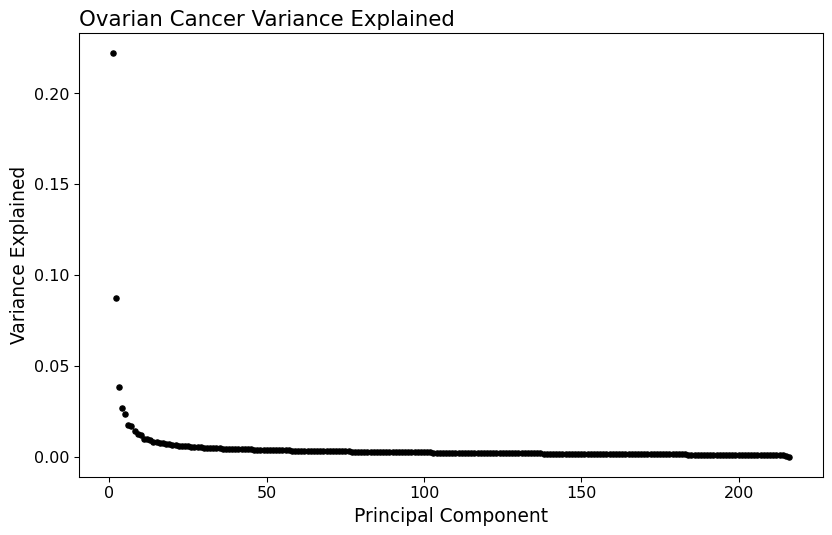 Ovarian Cancer Variance Explained
0.20
0.15
0.10
0.05
0.00
Variance Explained
0 50 100 150 200
Principal Component